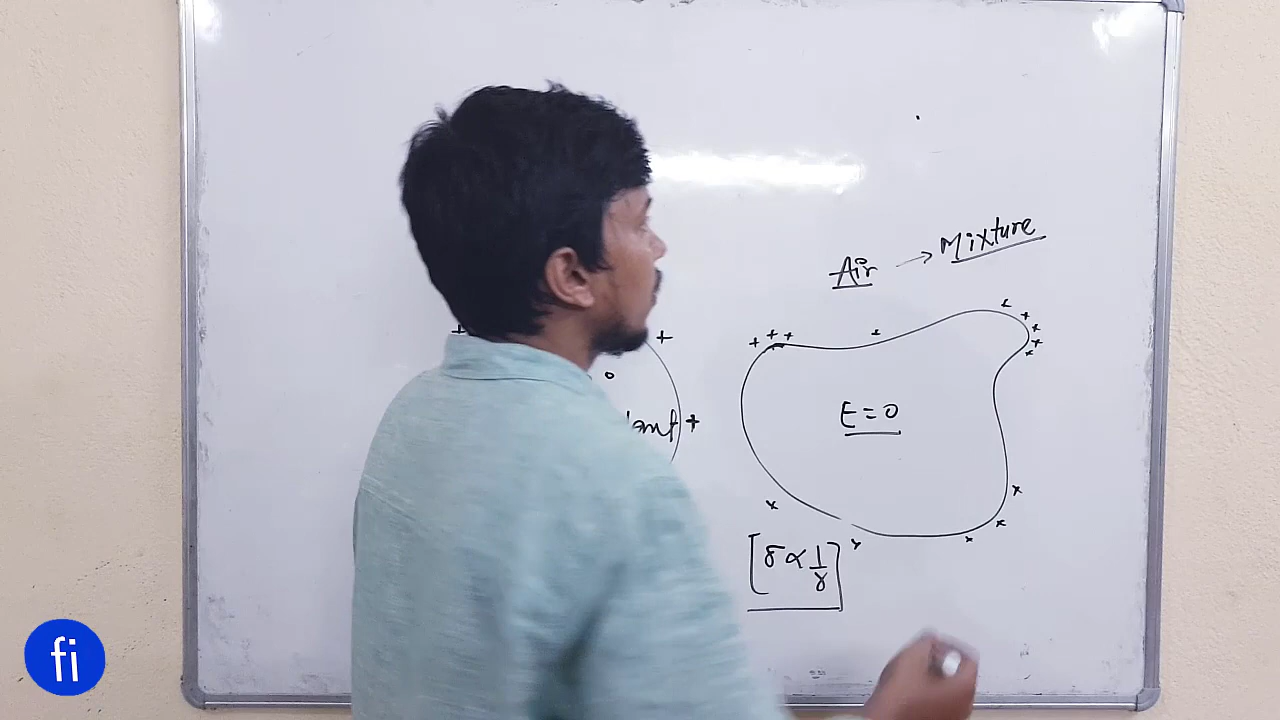 Air → Mixture
E = 0
[σ ∝ 1/r]
fi